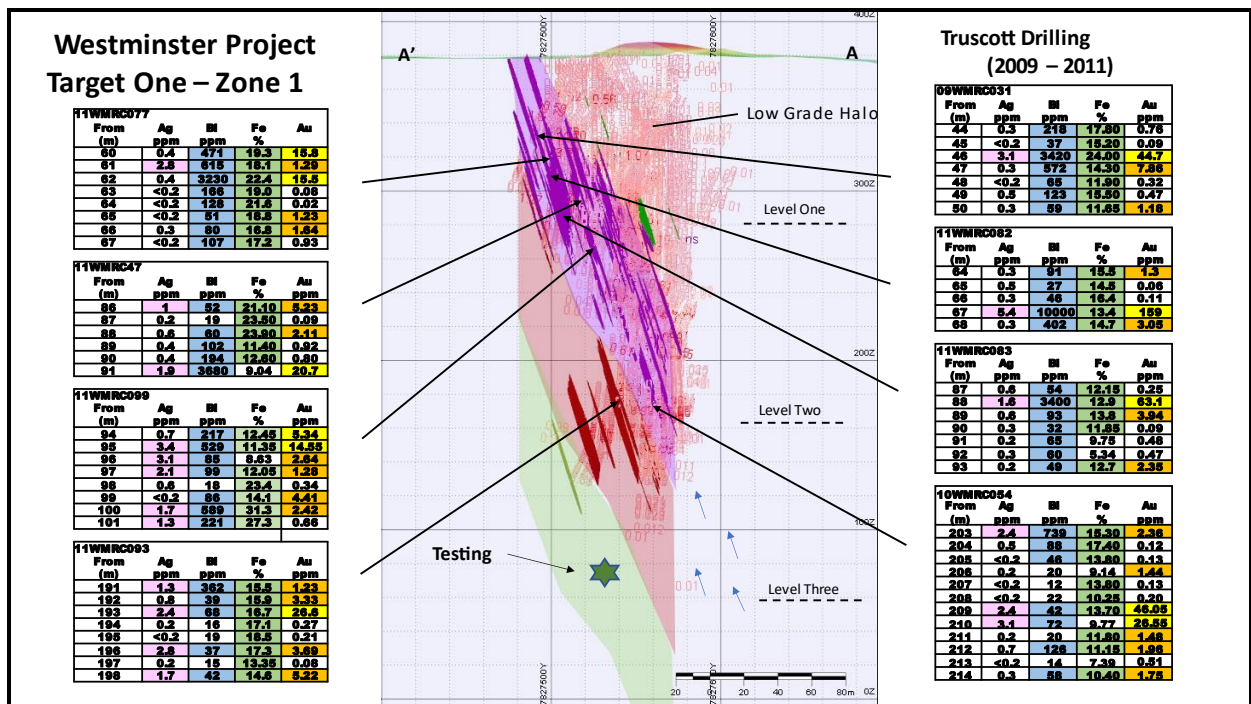 Westminster Project
Target One – Zone 1
11WMRC077
From Ag Bi Fe Au
(m) ppm ppm % ppm
60 0.4 471 19.3 15.8
61 2.8 615 18.1 1.29
62 0.4 3230 22.4 15.5
63 <0.2 166 19.0 0.08
64 <0.2 128 21.6 0.02
65 <0.2 51 18.8 1.23
66 0.3 80 16.8 1.64
67 <0.2 107 17.2 0.93
11WMRC47
From Ag Bi Fe Au
(m) ppm ppm % ppm
86 1 52 21.10 5.23
87 0.2 19 23.50 0.09
88 0.6 60 23.90 2.11
89 0.4 102 11.40 0.92
90 0.4 194 12.60 0.80
91 1.9 3680 9.04 20.7
11WMRC099
From Ag Bi Fe Au
(m) ppm ppm % ppm
94 0.7 217 12.45 5.34
95 3.4 529 11.35 14.55
96 3.1 85 8.63 2.64
97 2.1 99 12.05 1.28
98 0.6 18 23.4 0.34
99 <0.2 86 14.1 4.41
100 1.7 589 31.3 2.42
101 1.3 221 27.3 0.66
11WMRC093
From Ag Bi Fe Au
(m) ppm ppm % ppm
191 1.3 362 15.5 1.23
192 0.8 39 15.9 3.33
193 2.4 68 16.7 26.6
194 0.2 16 17.1 0.27
195 <0.2 19 18.5 0.21
196 2.8 37 17.3 3.69
197 0.2 15 13.35 0.06
198 1.7 42 14.6 5.22
A'
A
7827500Y
7827600Y
400Z
Low Grade Halo
300Z
Level One
ns
200Z
Level Two
100Z
Testing
Level Three
0Z
20 0 20 40 60 80m
7827500Y
7827600Y
Truscott Drilling
(2009 – 2011)
09WMRC031
From Ag Bi Fe Au
(m) ppm ppm % ppm
44 0.3 218 17.80 0.76
45 <0.2 37 15.20 0.09
46 3.1 3420 24.00 44.7
47 0.3 572 14.30 7.86
48 <0.2 65 11.90 0.32
49 0.5 123 15.50 0.47
50 0.3 59 11.65 1.18
11WMRC082
From Ag Bi Fe Au
(m) ppm ppm % ppm
64 0.3 91 15.5 1.3
65 0.5 27 14.5 0.06
66 0.3 46 16.4 0.11
67 5.4 10000 13.4 159
68 0.3 402 14.7 3.05
11WMRC083
From Ag Bi Fe Au
(m) ppm ppm % ppm
87 0.6 54 12.15 0.25
88 1.6 3400 12.9 63.1
89 0.6 93 13.8 3.94
90 0.3 32 11.85 0.09
91 0.2 65 9.75 0.48
92 0.3 60 5.34 0.47
93 0.2 49 12.7 2.35
10WMRC054
From Ag Bi Fe Au
(m) ppm ppm % ppm
203 2.4 739 15.30 2.36
204 0.5 88 17.40 0.12
205 <0.2 46 13.80 0.13
206 0.2 20 9.14 1.44
207 <0.2 12 13.80 0.13
208 <0.2 22 10.25 0.20
209 2.4 42 13.70 46.05
210 3.1 72 9.77 26.55
211 0.2 20 11.80 1.48
212 0.7 126 11.15 1.96
213 <0.2 14 7.39 0.51
214 0.3 58 10.40 1.75